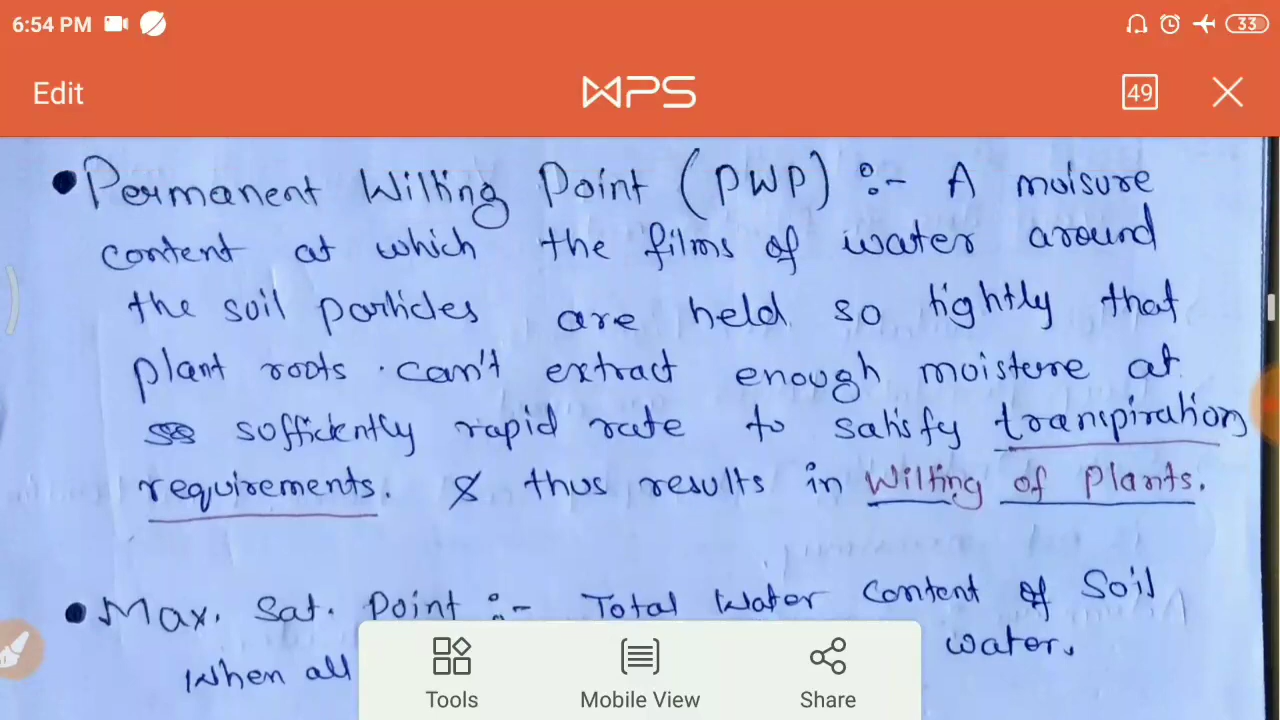 6:54 PM 33
Edit WPS 49
•Permanent Wilting Point (PWP) :- A moisure
content at which the films of water around
the soil particles are held so tightly that
plant roots can't extract enough moisture at
sufficiently rapid rate to satisfy transpiration
requirements. & thus results in Wilting of Plants.
• Max. Sat. Point :- Total Water content of Soil
When all water.
Tools Mobile View Share